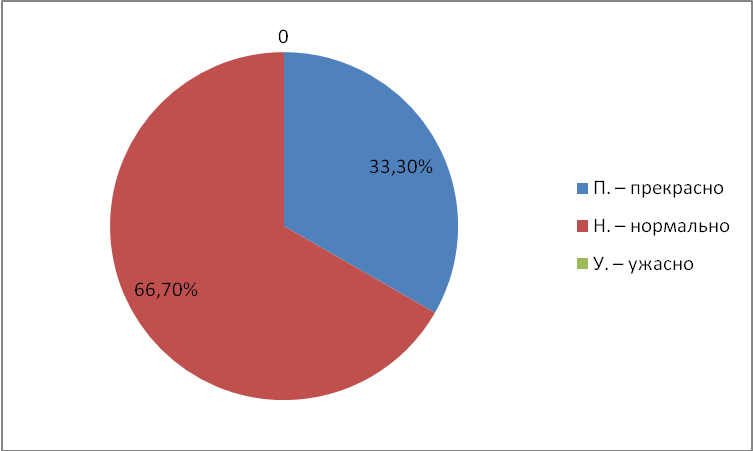 0
33,30%
66,70%
П. – прекрасно
Н. – нормально
У. – ужасно